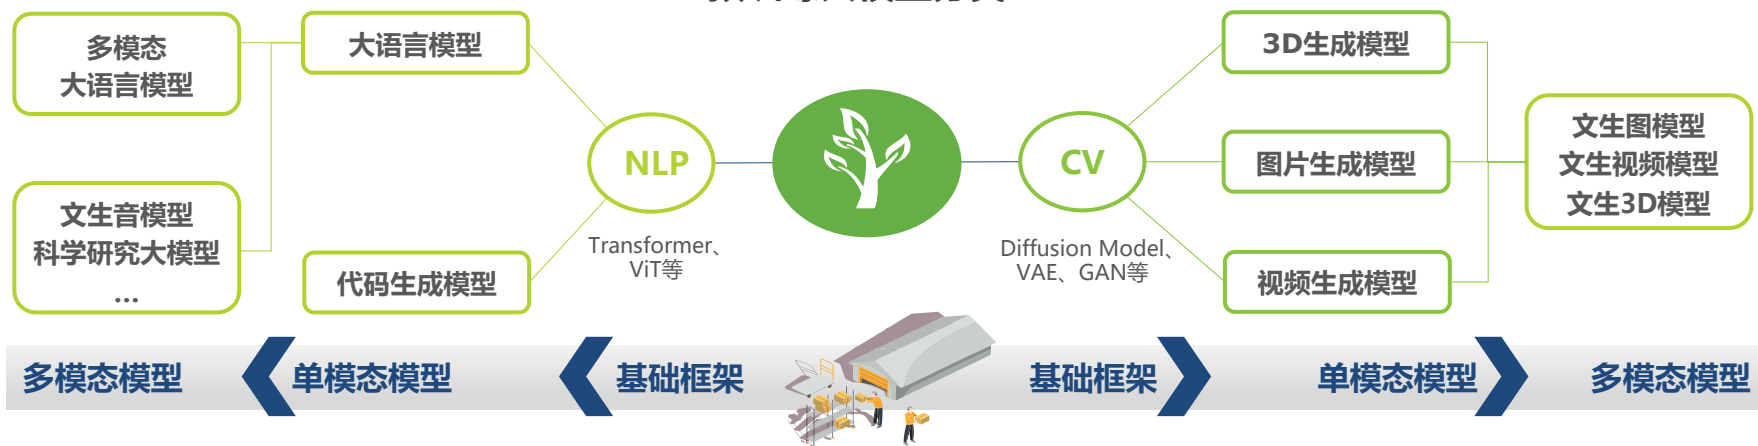 多模态
大语言模型
大语言模型
文生音模型
科学研究大模型
...
代码生成模型
NLP
Transformer、
ViT等
CV
Diffusion Model、
VAE、GAN等
3D生成模型
图片生成模型
视频生成模型
文生图模型
文生视频模型
文生3D模型
多模态模型
单模态模型
基础框架
基础框架
单模态模型
多模态模型